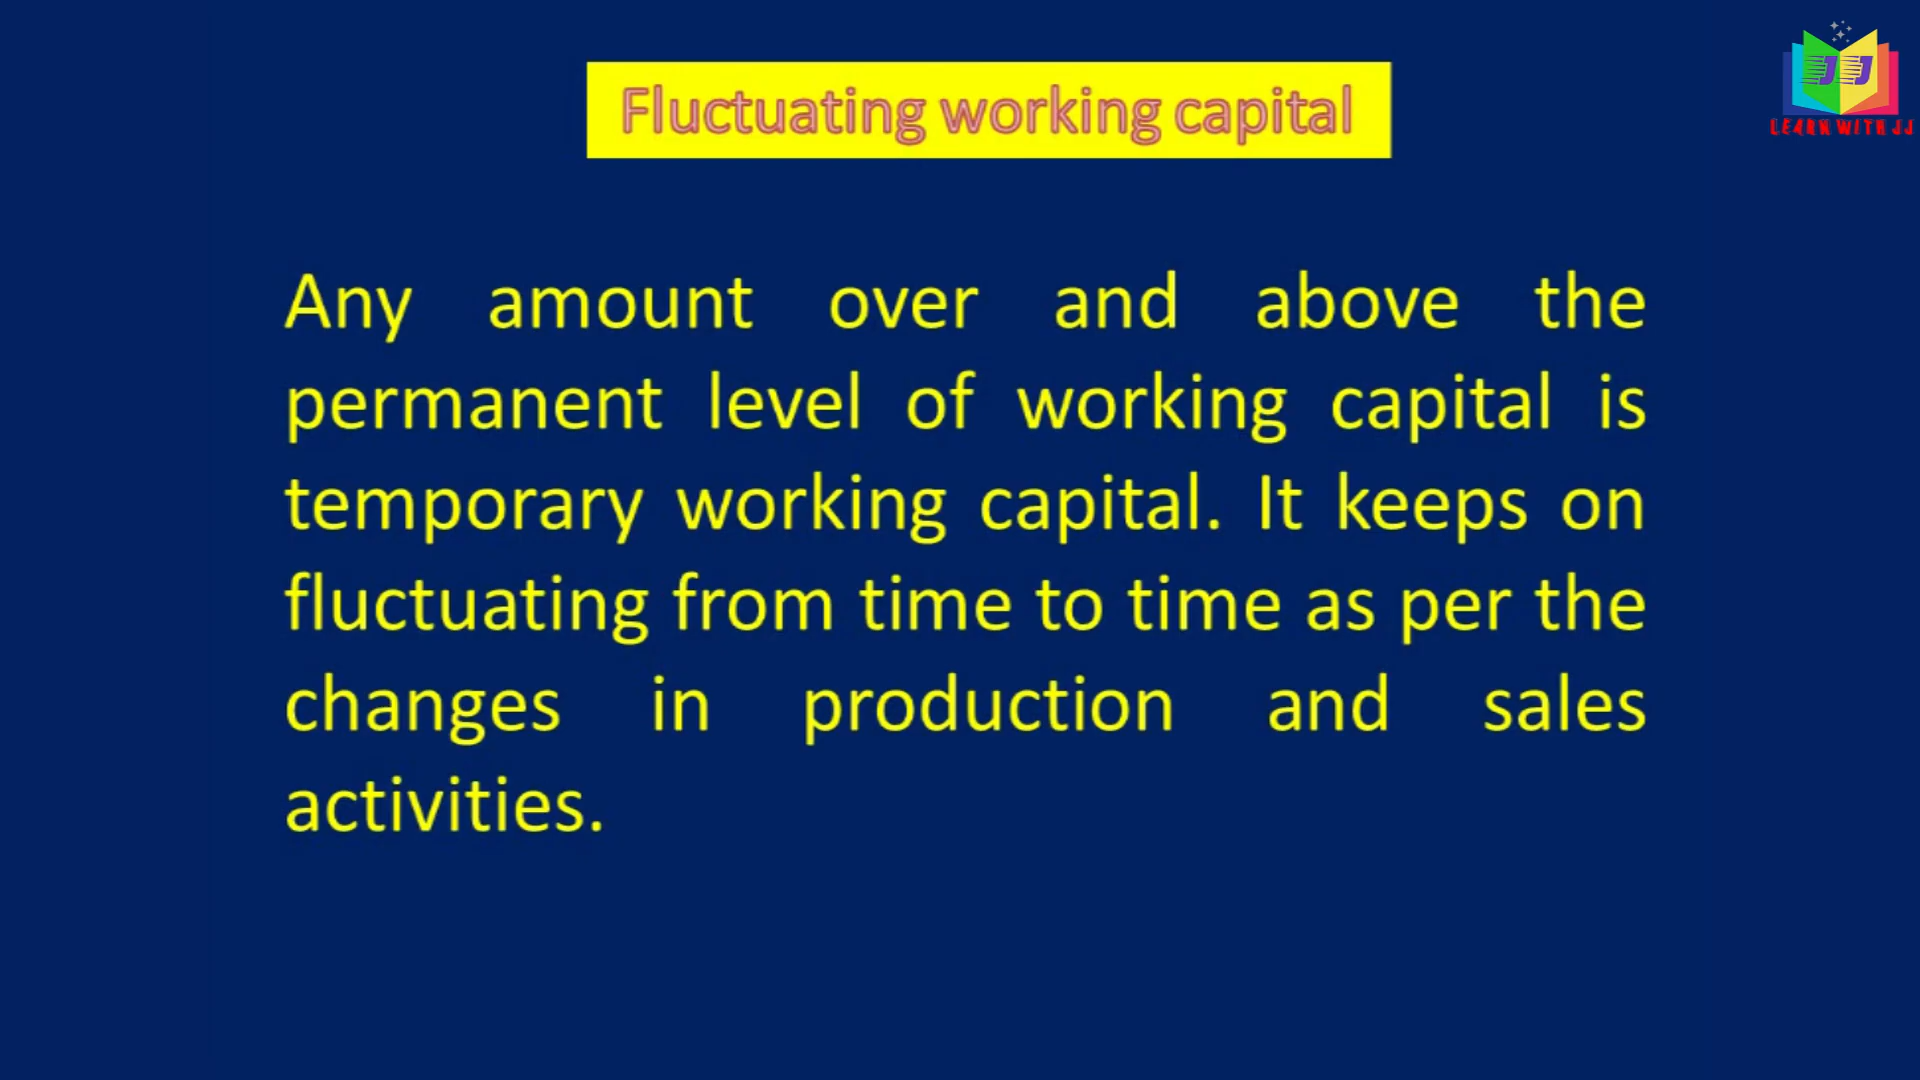 Fluctuating working capital
LEARN WITH JJ
Any amount over and above the
permanent level of working capital is
temporary working capital. It keeps on
fluctuating from time to time as per the
changes in production and sales
activities.